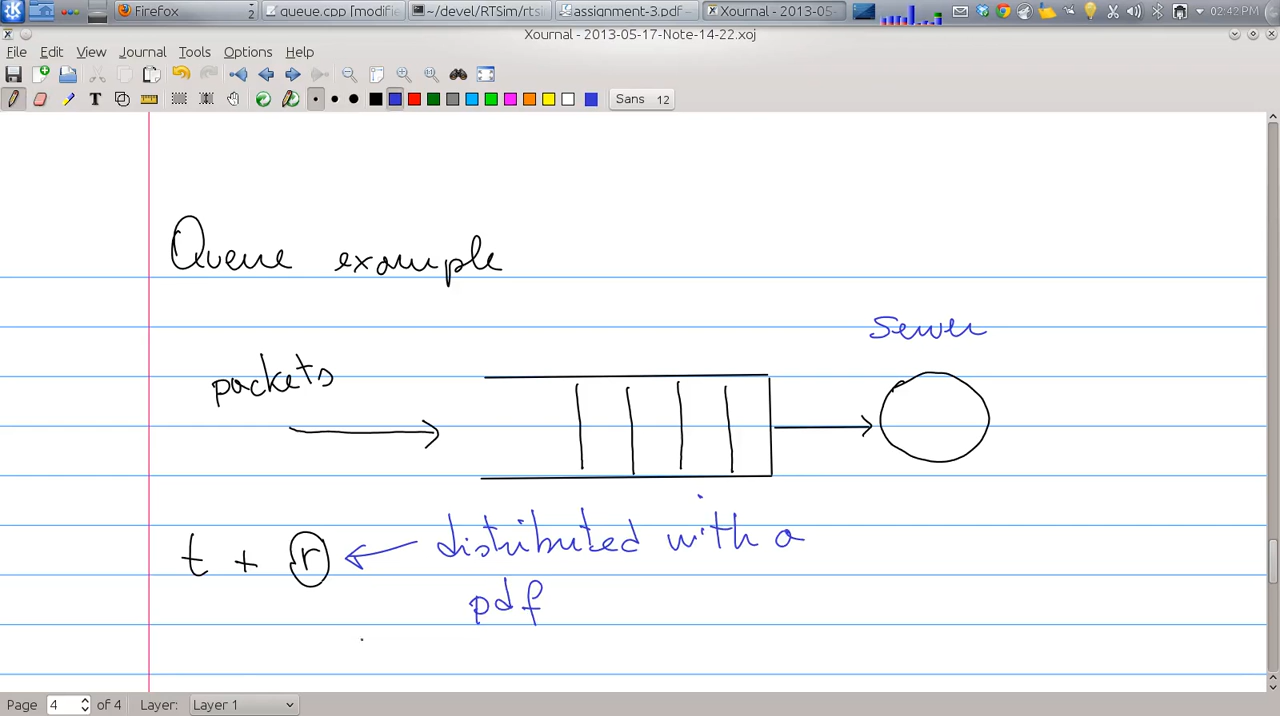 Firefox 2
queue.cpp [modifie
~:/dev/RTSim/rts
assignment-3.pdf –
Xournal - 2013-05-
02:42 PM
Xournal - 2013-05-17-Note-14-22.xoj
File Edit View Journal Tools Options Help
Sans 12
Queue example
server
packets
t + r ← distributed with a
pdf
Page 4 of 4 Layer: Layer 1